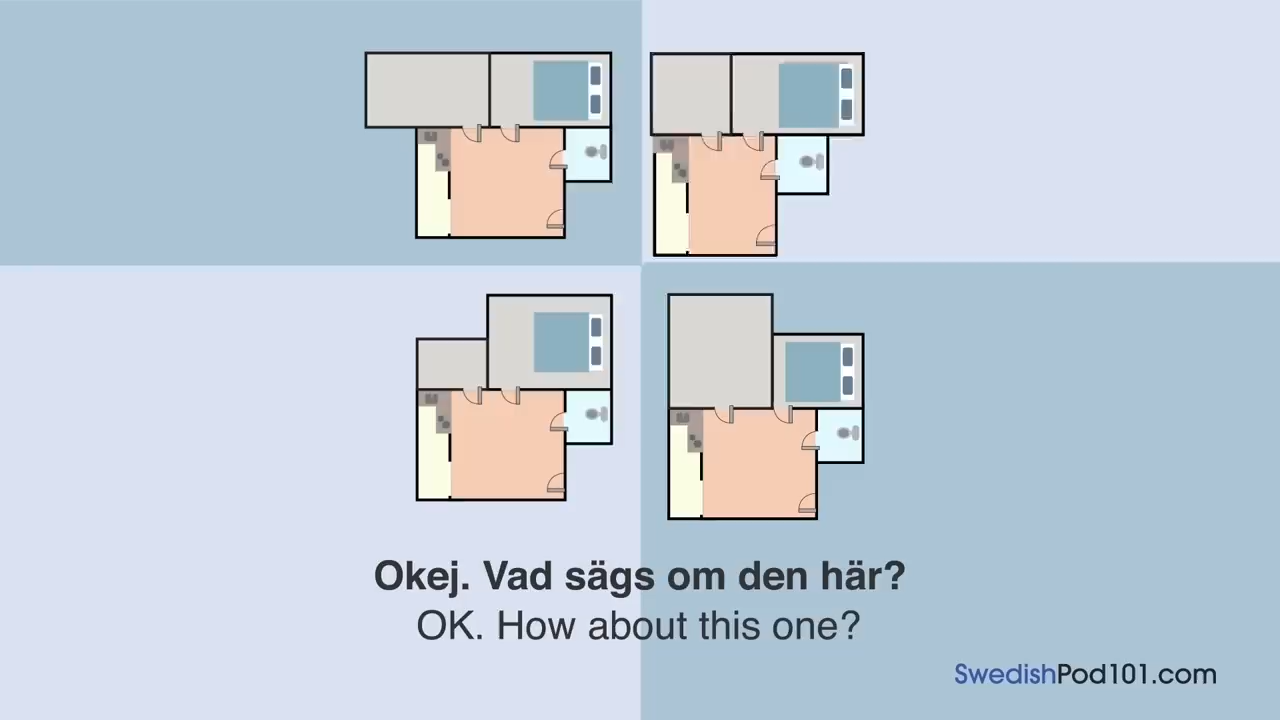 Okej. Vad sägs om den här?
OK. How about this one?
SwedishPod101.com